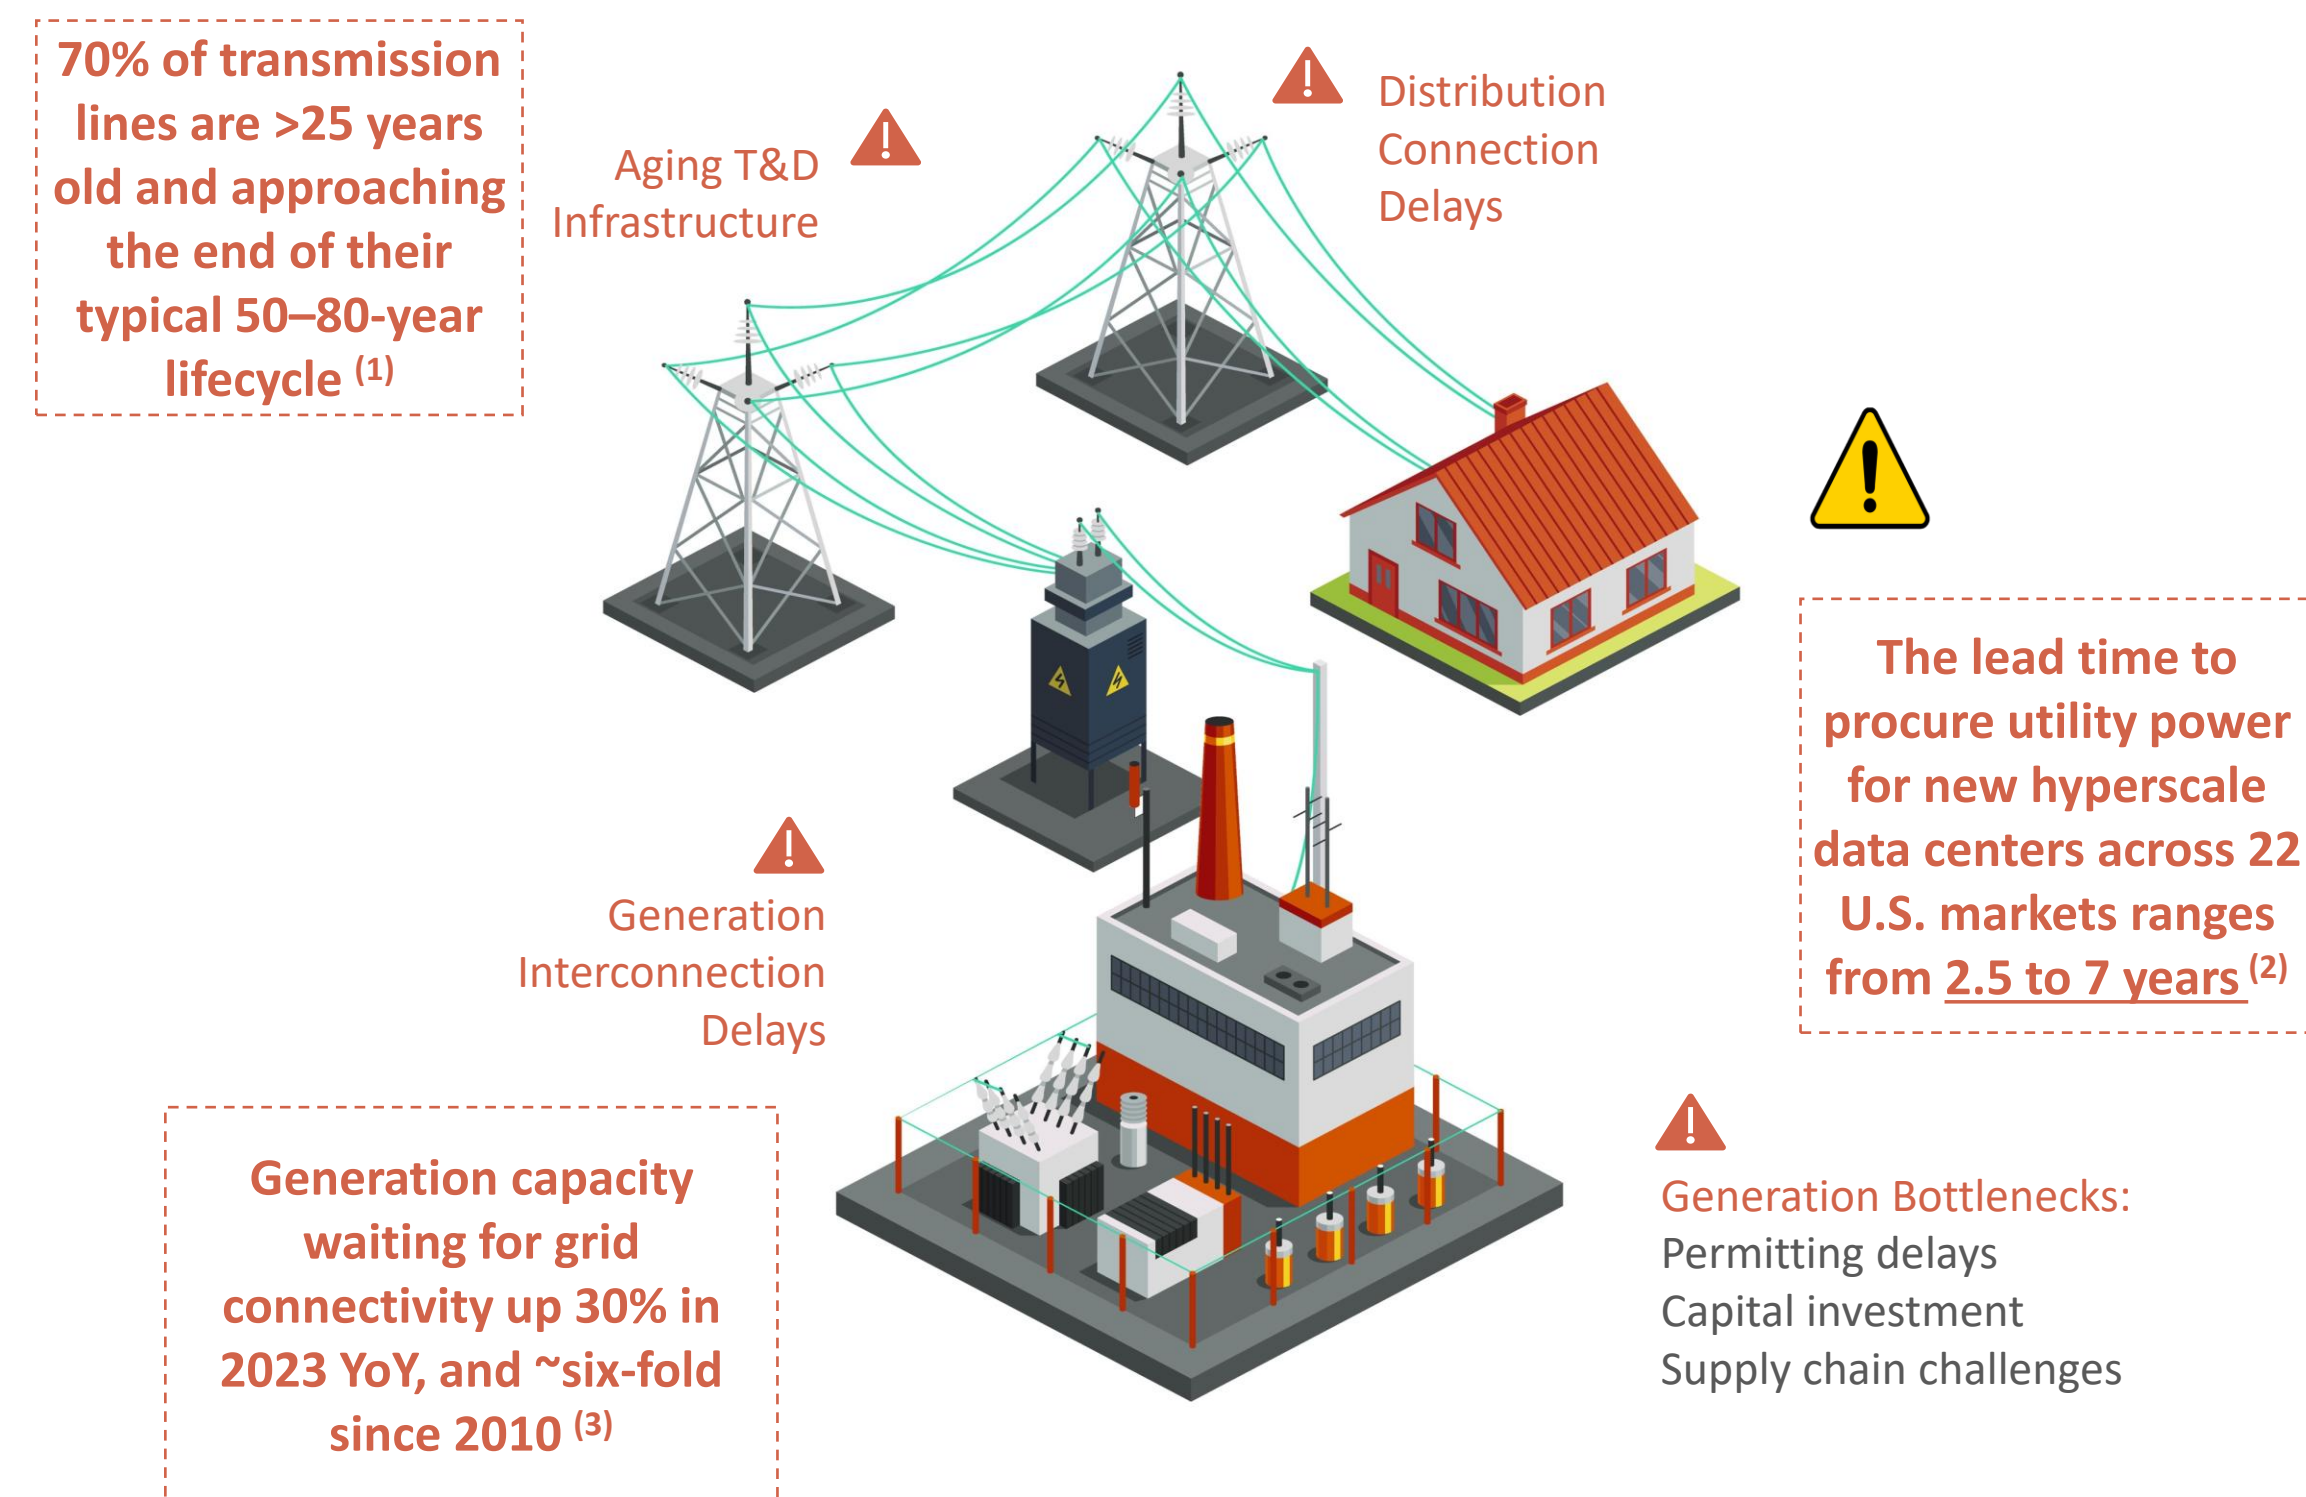 70% of transmission
lines are >25 years
old and approaching
the end of their
typical 50–80-year
lifecycle (1)
Aging T&D
Infrastructure
Distribution
Connection
Delays
The lead time to
procure utility power
for new hyperscale
data centers across 22
U.S. markets ranges
from 2.5 to 7 years (2)
Generation
Interconnection
Delays
Generation capacity
waiting for grid
connectivity up 30% in
2023 YoY, and ~six-fold
since 2010 (3)
Generation Bottlenecks:
Permitting delays
Capital investment
Supply chain challenges